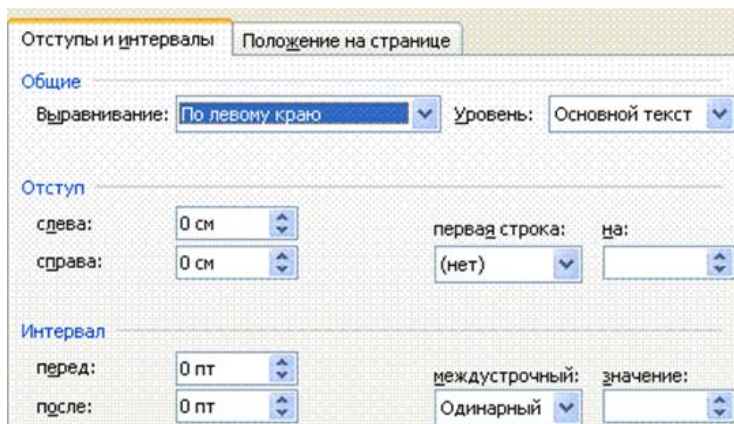 Отступы и интервалы Положение на странице
Общие
Выравнивание: По левому краю Уровень: Основной текст
Отступ
слева: 0 см первая строка: на:
справа: 0 см (нет)
Интервал
перед: 0 пт междустрочный: значение:
после: 0 пт Одинарный